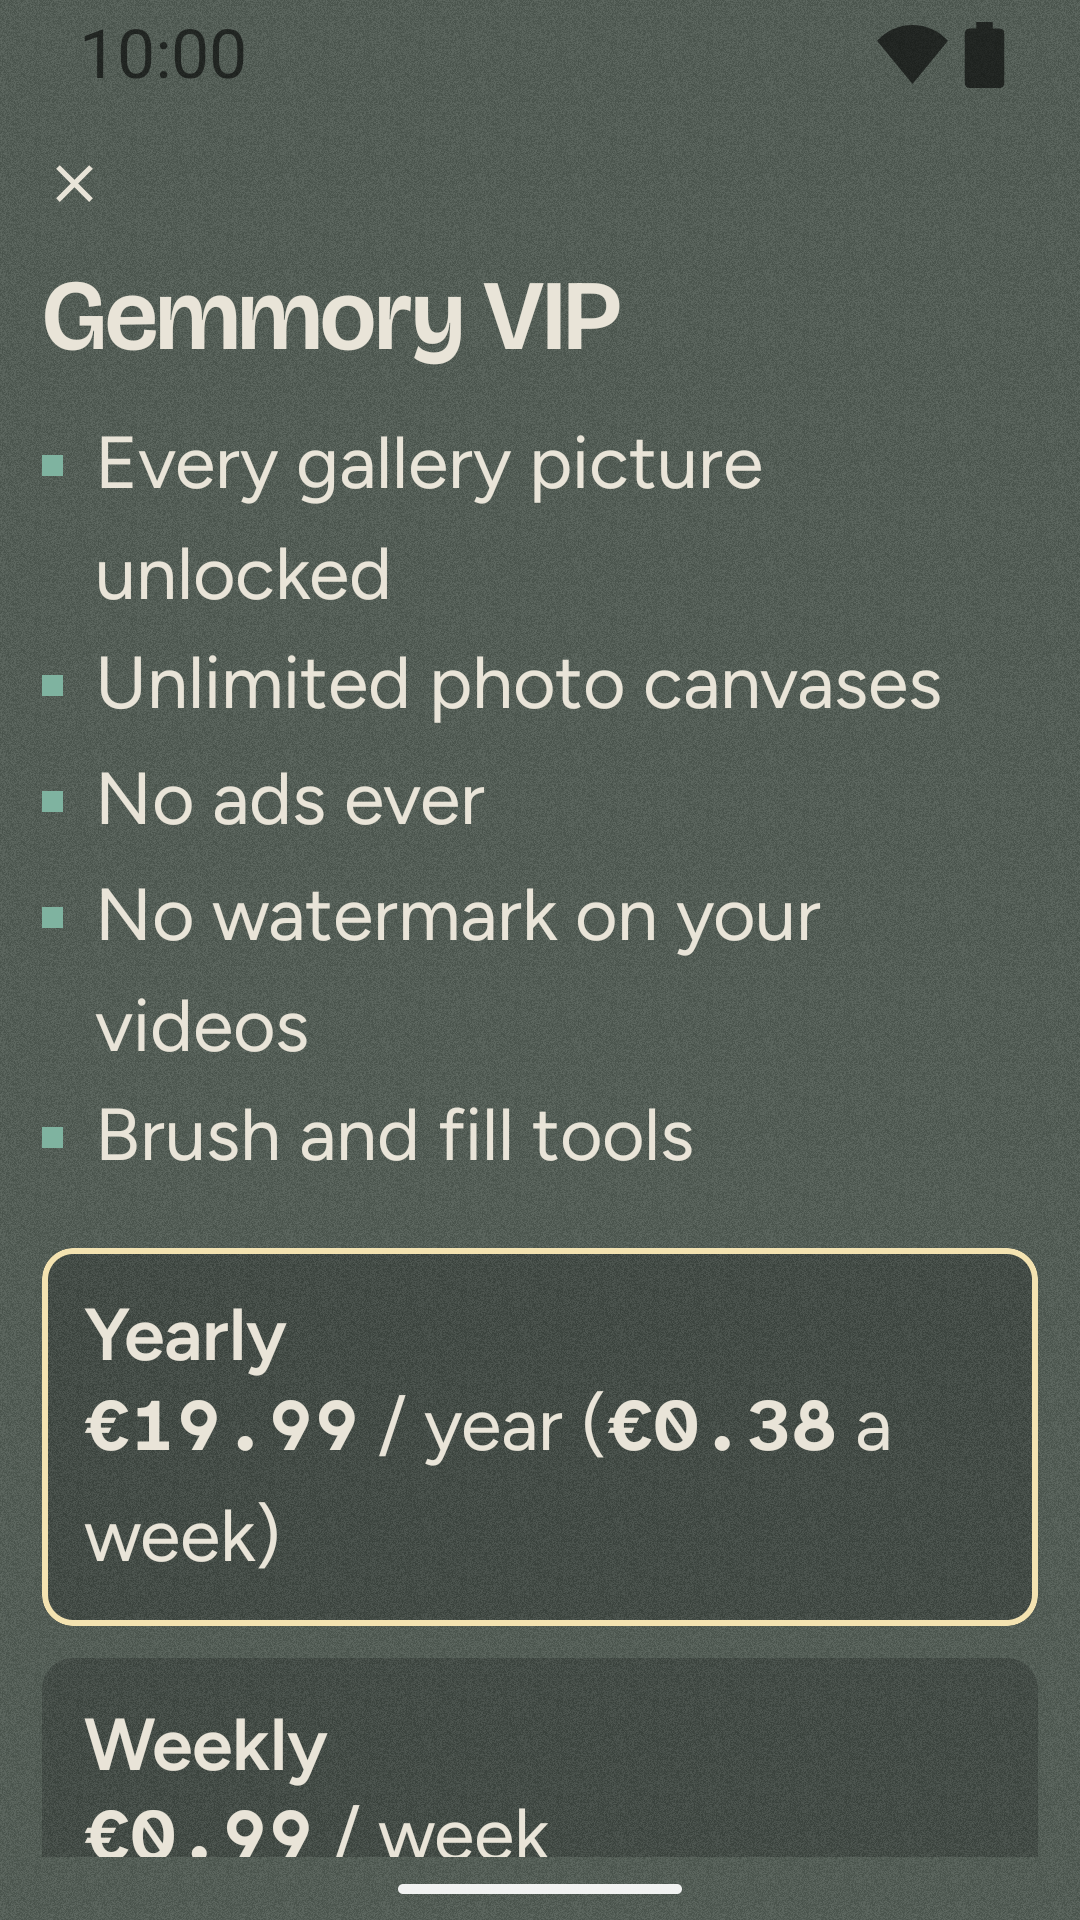 10:00
Gemmory VIP
Every gallery picture
unlocked
Unlimited photo canvases
No ads ever
No watermark on your
videos
Brush and fill tools
Yearly
€19.99 / year (€0.38 a
week)
Weekly
€0.99 / week